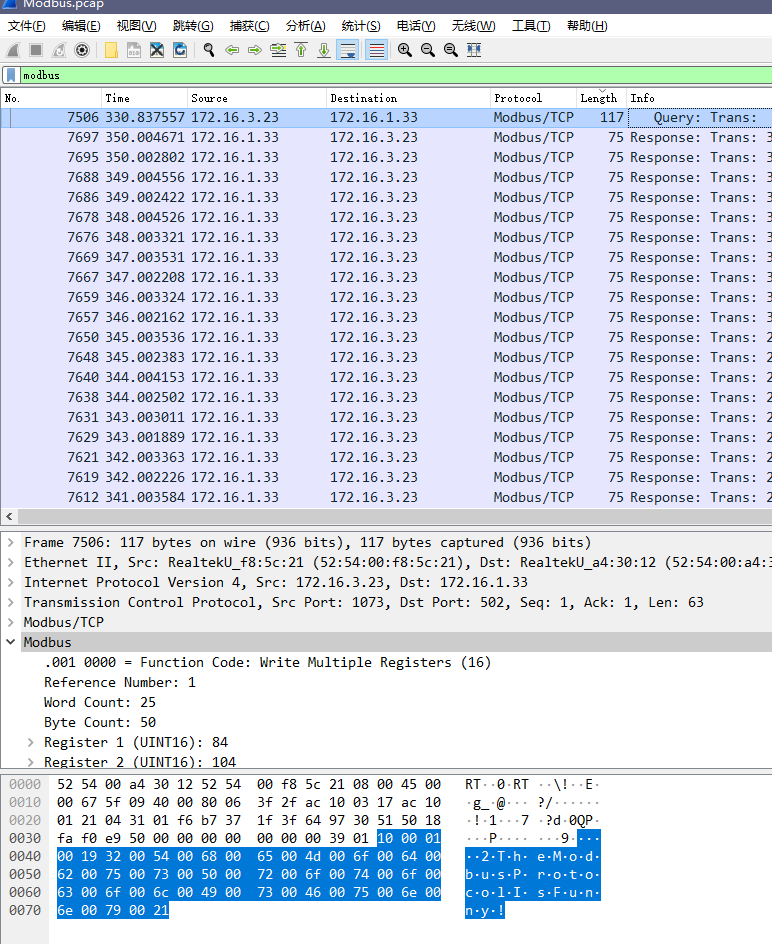 Modbus.pcap
文件(F) 编辑(E) 视图(V) 跳转(G) 捕获(C) 分析(A) 统计(S) 电话(Y) 无线(W) 工具(T) 帮助(H)
modbus
No. Time Source Destination Protocol Length Info
7506 330.837557 172.16.3.23 172.16.1.33 Modbus/TCP 117 Query: Trans:
7697 350.004671 172.16.1.33 172.16.3.23 Modbus/TCP 75 Response: Trans: 3
7695 350.002802 172.16.1.33 172.16.3.23 Modbus/TCP 75 Response: Trans: 3
7688 349.004556 172.16.1.33 172.16.3.23 Modbus/TCP 75 Response: Trans: 3
7686 349.002422 172.16.1.33 172.16.3.23 Modbus/TCP 75 Response: Trans: 3
7678 348.004526 172.16.1.33 172.16.3.23 Modbus/TCP 75 Response: Trans: 3
7676 348.003321 172.16.1.33 172.16.3.23 Modbus/TCP 75 Response: Trans: 3
7669 347.003531 172.16.1.33 172.16.3.23 Modbus/TCP 75 Response: Trans: 3
7667 347.002208 172.16.1.33 172.16.3.23 Modbus/TCP 75 Response: Trans: 3
7659 346.003324 172.16.1.33 172.16.3.23 Modbus/TCP 75 Response: Trans: 3
7657 346.002162 172.16.1.33 172.16.3.23 Modbus/TCP 75 Response: Trans: 3
7650 345.003536 172.16.1.33 172.16.3.23 Modbus/TCP 75 Response: Trans: 2
7648 345.002383 172.16.1.33 172.16.3.23 Modbus/TCP 75 Response: Trans: 2
7640 344.004153 172.16.1.33 172.16.3.23 Modbus/TCP 75 Response: Trans: 2
7638 344.002502 172.16.1.33 172.16.3.23 Modbus/TCP 75 Response: Trans: 2
7631 343.003011 172.16.1.33 172.16.3.23 Modbus/TCP 75 Response: Trans: 2
7629 343.001889 172.16.1.33 172.16.3.23 Modbus/TCP 75 Response: Trans: 2
7621 342.003363 172.16.1.33 172.16.3.23 Modbus/TCP 75 Response: Trans: 2
7619 342.002226 172.16.1.33 172.16.3.23 Modbus/TCP 75 Response: Trans: 2
7612 341.003584 172.16.1.33 172.16.3.23 Modbus/TCP 75 Response: Trans: 2
Frame 7506: 117 bytes on wire (936 bits), 117 bytes captured (936 bits)
Ethernet II, Src: RealtekU_f8:5c:21 (52:54:00:f8:5c:21), Dst: RealtekU_a4:30:12 (52:54:00:a4:3
Internet Protocol Version 4, Src: 172.16.3.23, Dst: 172.16.1.33
Transmission Control Protocol, Src Port: 1073, Dst Port: 502, Seq: 1, Ack: 1, Len: 63
Modbus/TCP
Modbus
.001 0000 = Function Code: Write Multiple Registers (16)
Reference Number: 1
Word Count: 25
Byte Count: 50
Register 1 (UINT16): 84
Register 2 (UINT16): 104
0000 52 54 00 a4 30 12 52 54 00 f8 5c 21 08 00 45 00 RT··0·RT ··\!··E·
0010 00 67 5f 09 40 00 80 06 3f 2f ac 10 03 17 ac 10 ·g_·@··· ?/······
0020 01 21 04 31 01 f6 b7 37 1f 3f 64 97 30 51 50 18 ·!·1···7 ·?d·0QP·
0030 fa f0 e9 50 00 00 00 00 00 00 00 39 01 10 00 01 ···P···· ···9····
0040 00 19 32 00 54 00 68 00 65 00 4d 00 6f 00 64 00 ··2·T·h· e·M·o·d·
0050 62 00 75 00 73 00 50 00 72 00 6f 00 74 00 6f 00 b·u·s·P· r·o·t·o·
0060 63 00 6f 00 6c 00 49 00 73 00 46 00 75 00 6e 00 c·o·l·I· s·F·u·n·
0070 6e 00 79 00 21 n·y·!